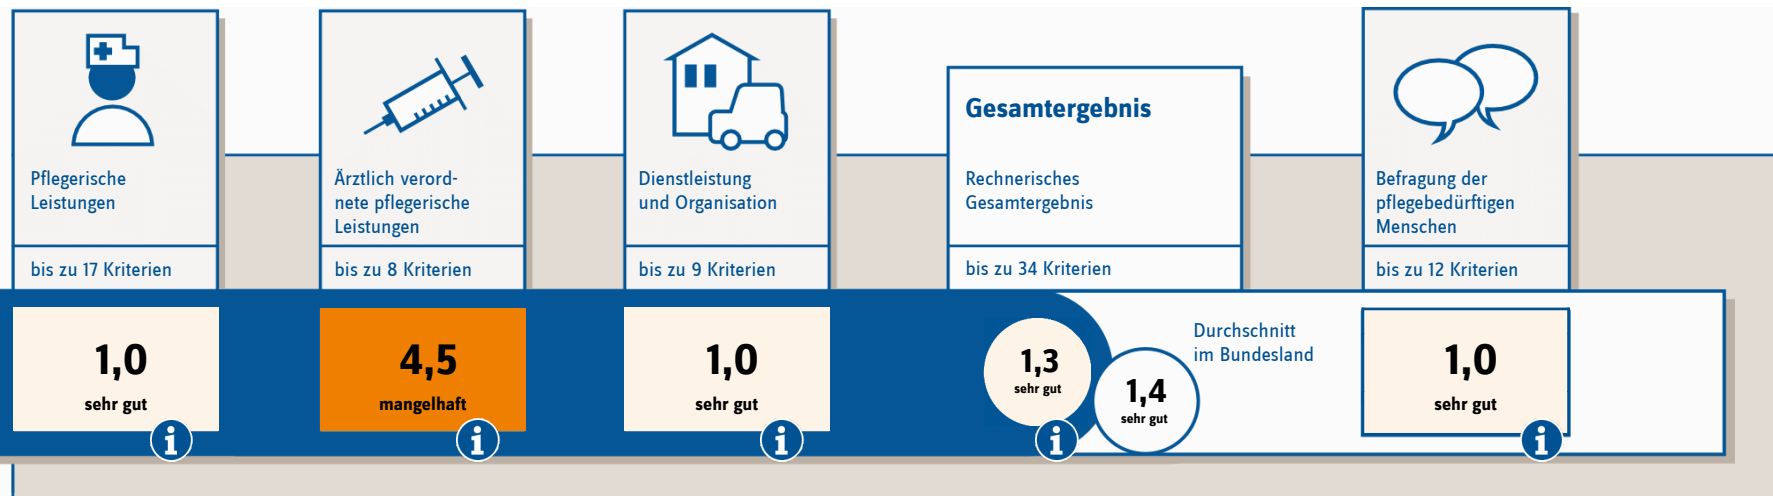 Pflegerische
Leistungen
bis zu 17 Kriterien
1,0
sehr gut
i
Ärztlich verord-
nete pflegerische
Leistungen
bis zu 8 Kriterien
4,5
mangelhaft
i
Dienstleistung
und Organisation
bis zu 9 Kriterien
1,0
sehr gut
i
Gesamtergebnis
Rechnerisches
Gesamtergebnis
bis zu 34 Kriterien
1,3
sehr gut
i
Durchschnitt
im Bundesland
1,4
sehr gut
Befragung der
pflegebedürftigen
Menschen
bis zu 12 Kriterien
1,0
sehr gut
i